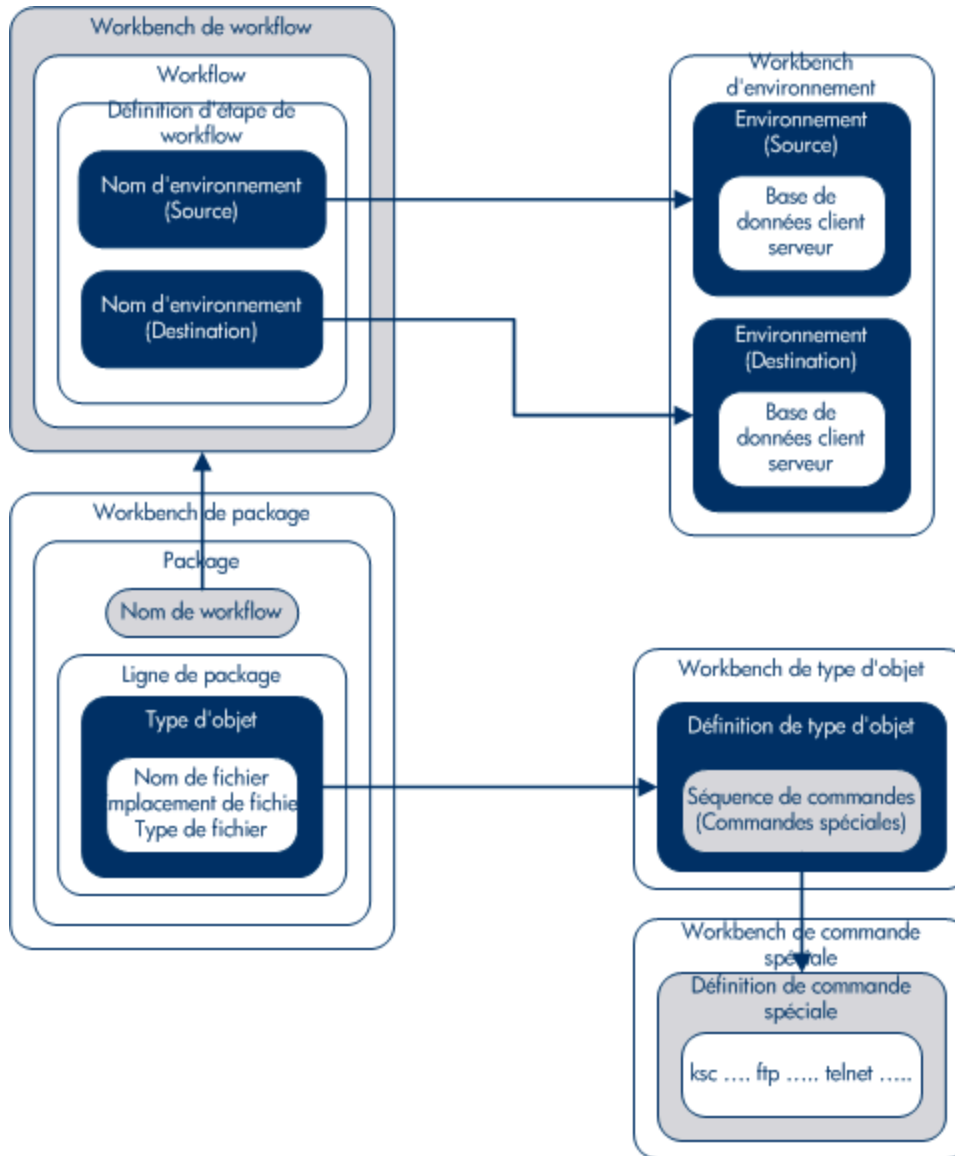 Workbench de workflow
Workflow
Définition d'étape de
workflow
Nom d'environnement
(Source)
Nom d'environnement
(Destination)
Workbench
d'environnement
Environnement
(Source)
Base de
données client
serveur
Environnement
(Destination)
Base de
données client
serveur
Workbench de package
Package
Nom de workflow
Ligne de package
Type d'objet
Nom de fichier
mplacement de fichie
Type de fichier
Workbench de type d'objet
Définition de type d'objet
Séquence de commandes
(Commandes spéciales)
Workbench de commande
spéciale
Définition de commande
spéciale
ksc .... ftp ..... telnet .....